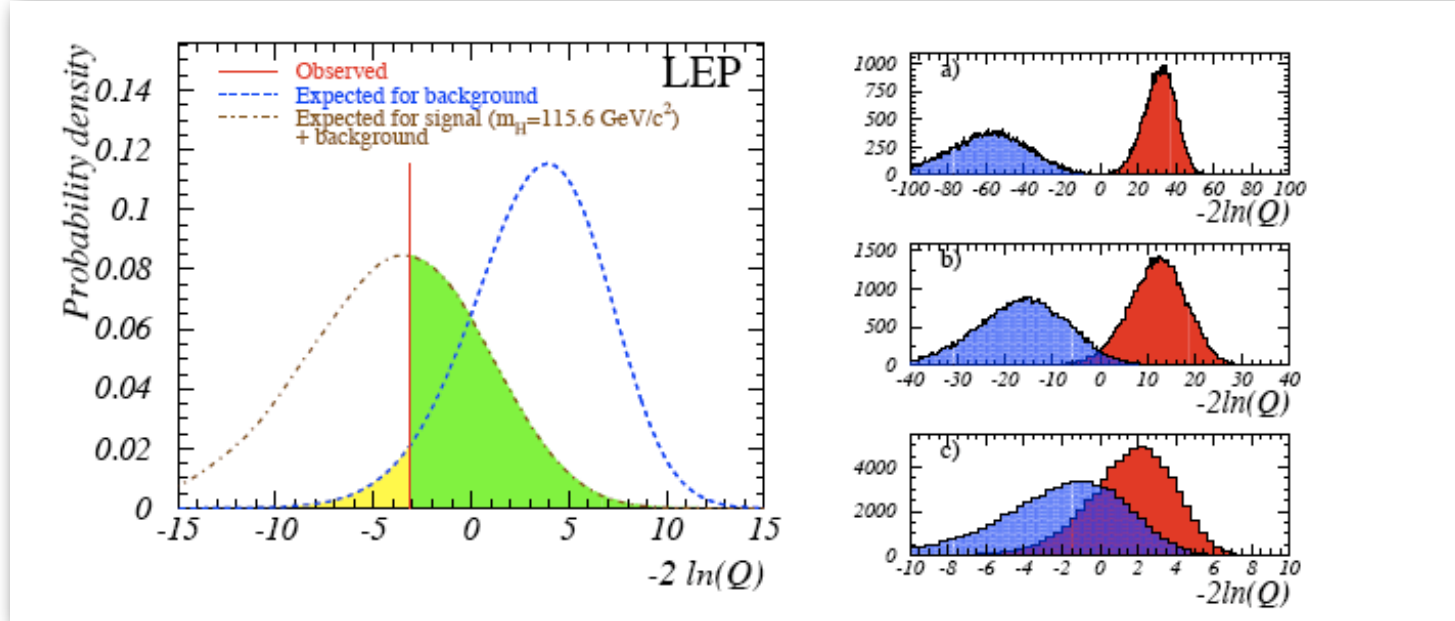 LEP
Observed
Expected for background
Expected for signal (mH=115.6 GeV/c²)
+ background
Probability density
0.14
0.12
0.1
0.08
0.06
0.04
0.02
0
-15
-10
-5
0
5
10
15
-2 ln(Q)
a)
1000
750
500
250
0
-100 -80 -60 -40 -20 0 20 40 60 80 100
-2ln(Q)
b)
1500
1000
500
0
-40 -30 -20 -10 0 10 20 30 40
-2ln(Q)
c)
4000
2000
0
-10 -8 -6 -4 -2 0 2 4 6 8 10
-2ln(Q)